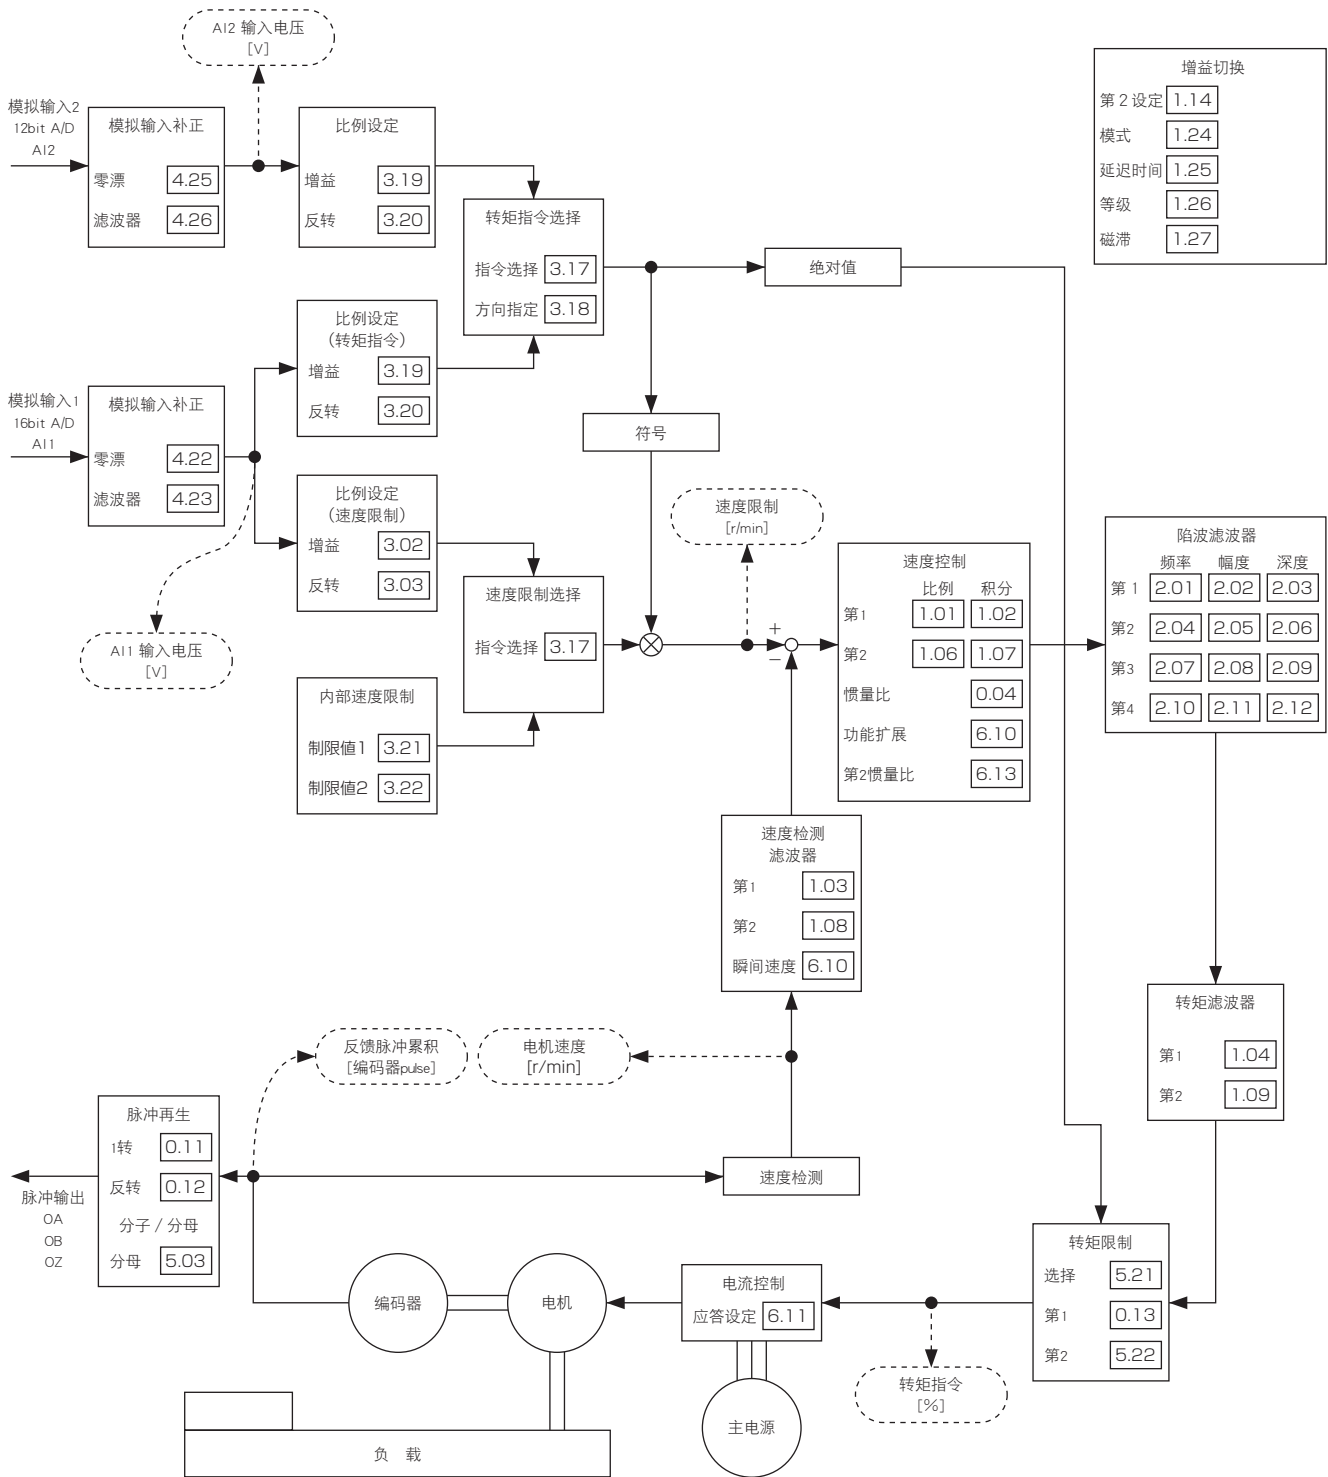 AI2 输入电压
[V]
模拟输入2
12bit A/D
AI2
模拟输入补正
零漂 4.25
滤波器 4.26
比例设定
增益 3.19
反转 3.20
转矩指令选择
指令选择 3.17
方向指定 3.18
绝对值
增益切换
第2设定 1.14
模式 1.24
延迟时间 1.25
等级 1.26
磁滞 1.27
比例设定
（转矩指令）
增益 3.19
反转 3.20
模拟输入1
16bit A/D
AI1
模拟输入补正
零漂 4.22
滤波器 4.23
符号
比例设定
（速度限制）
增益 3.02
反转 3.03
AI1 输入电压
[V]
速度限制选择
指令选择 3.17
内部速度限制
制限值1 3.21
制限值2 3.22
速度限制
[r/min]
+
−
速度控制
比例 积分
第1 1.01 1.02
第2 1.06 1.07
惯量比 0.04
功能扩展 6.10
第2惯量比 6.13
陷波滤波器
频率 幅度 深度
第1 2.01 2.02 2.03
第2 2.04 2.05 2.06
第3 2.07 2.08 2.09
第4 2.10 2.11 2.12
速度检测
滤波器
第1 1.03
第2 1.08
瞬间速度 6.10
转矩滤波器
第1 1.04
第2 1.09
反馈脉冲累积
[编码器pulse]
电机速度
[r/min]
脉冲再生
1转 0.11
反转 0.12
分子 / 分母
分母 5.03
脉冲输出
OA
OB
OZ
速度检测
转矩限制
选择 5.21
第1 0.13
第2 5.22
编码器
电机
电流控制
应答设定 6.11
转矩指令
[%]
主电源
负 载